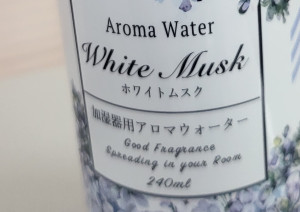 Aroma Water
White Musk
ホワイトムスク
加湿器用アロマウォーター
Good Fragrance
Spreading in your Room
240ml